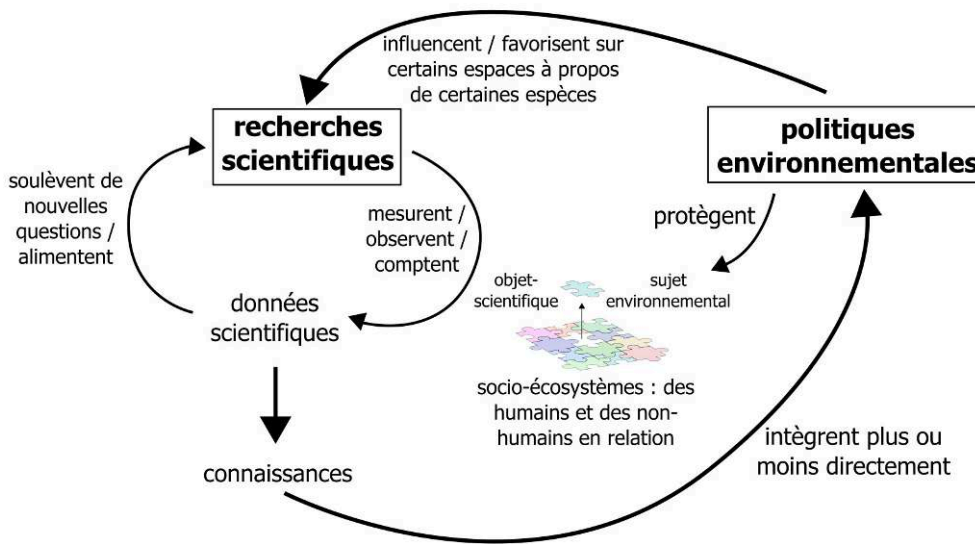 influencent / favorisent sur
certains espaces à propos
de certaines espèces
recherches
scientifiques
politiques
environnementales
soulèvent de
nouvelles
questions /
alimentent
mesurent /
observent /
comptent
protègent
objet-
scientifique
sujet
environnemental
données
scientifiques
socio-écosystèmes : des
humains et des non-
humains en relation
intègrent plus ou
moins directement
connaissances